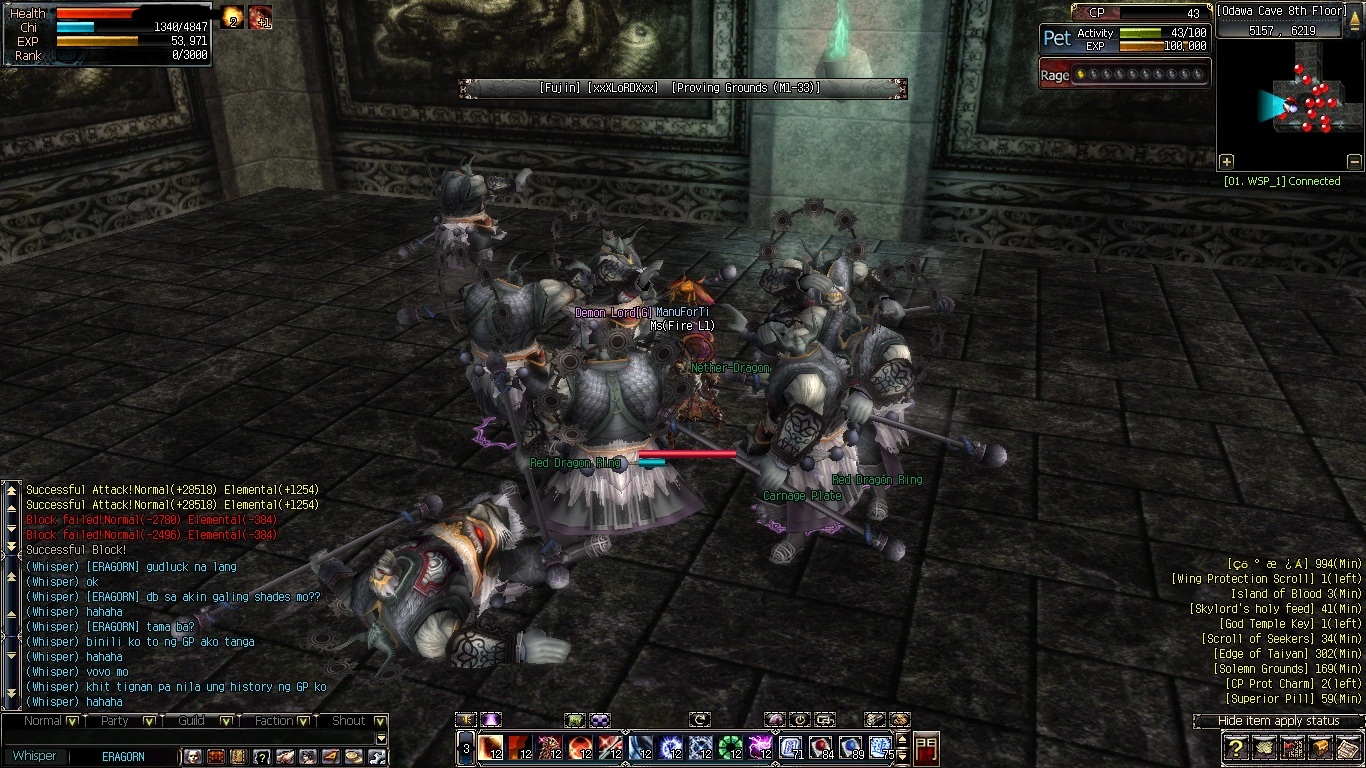 Health
Chi 1340/4847
EXP 53,971
Rank 0/3000
2
+1
CP 43
Pet Activity 43/100
EXP 100,000
Rage
[Odawa Cave 8th Floor]
5157 , 6219
[01. WSP_1] Connected
[Fujin] [xxXLoRDXxx] [Proving Grounds (M1-33)]
Demon Lord[G] ManuForTi
Ms(Fire L1)
Nether-Dragon
Red Dragon Ring
Red Dragon Ring
Carnage Plate
Successful Attack!Normal(+28518) Elemental(+1254)
Successful Attack!Normal(+28518) Elemental(+1254)
Block failed!Normal(-2780) Elemental(-384)
Block failed!Normal(-2496) Elemental(-384)
Successful Block!
(Whisper) [ERAGORN] gudluck na lang
(Whisper) ok
(Whisper) [ERAGORN] db sa akin galing shades mo??
(Whisper) hahaha
(Whisper) [ERAGORN] tama ba?
(Whisper) binili ko to ng GP ako tanga
(Whisper) hahaha
(Whisper) vovo mo
(Whisper) khit tignan pa nila ung history ng GP ko
(Whisper) hahaha
Normal Party Guild Faction Shout
Whisper ERAGORN
[Çö ° æ ¿ À] 994(Min)
[Wing Protection Scroll] 1(left)
Island of Blood 3(Min)
[Skylord's holy feed] 41(Min)
[God Temple Key] 1(left)
[Scroll of Seekers] 34(Min)
[Edge of Taiyan] 302(Min)
[Solemn Grounds] 169(Min)
[CP Prot Charm] 2(left)
[Superior Pill] 59(Min)
Hide item apply status
3 12 12 12 12 12 12 12 12 12 12 71 84 89 75